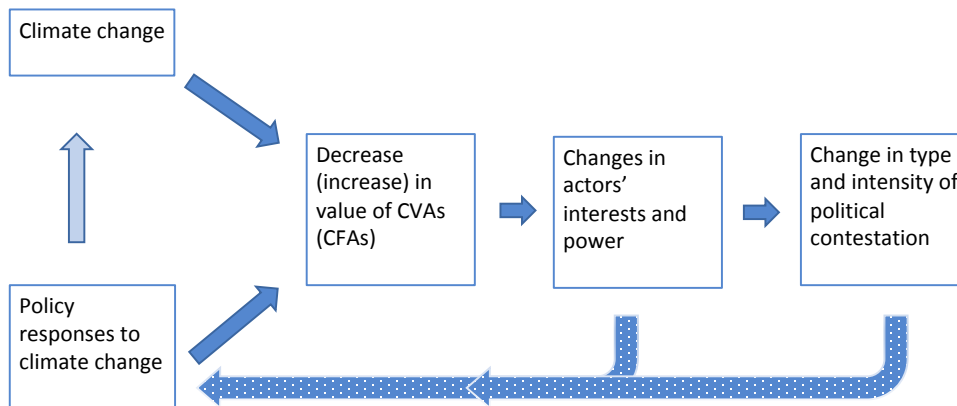 Climate change
Decrease
(increase) in
value of CVAs
(CFAs)
Changes in
actors’
interests and
power
Change in type
and intensity of
political
contestation
Policy
responses to
climate change